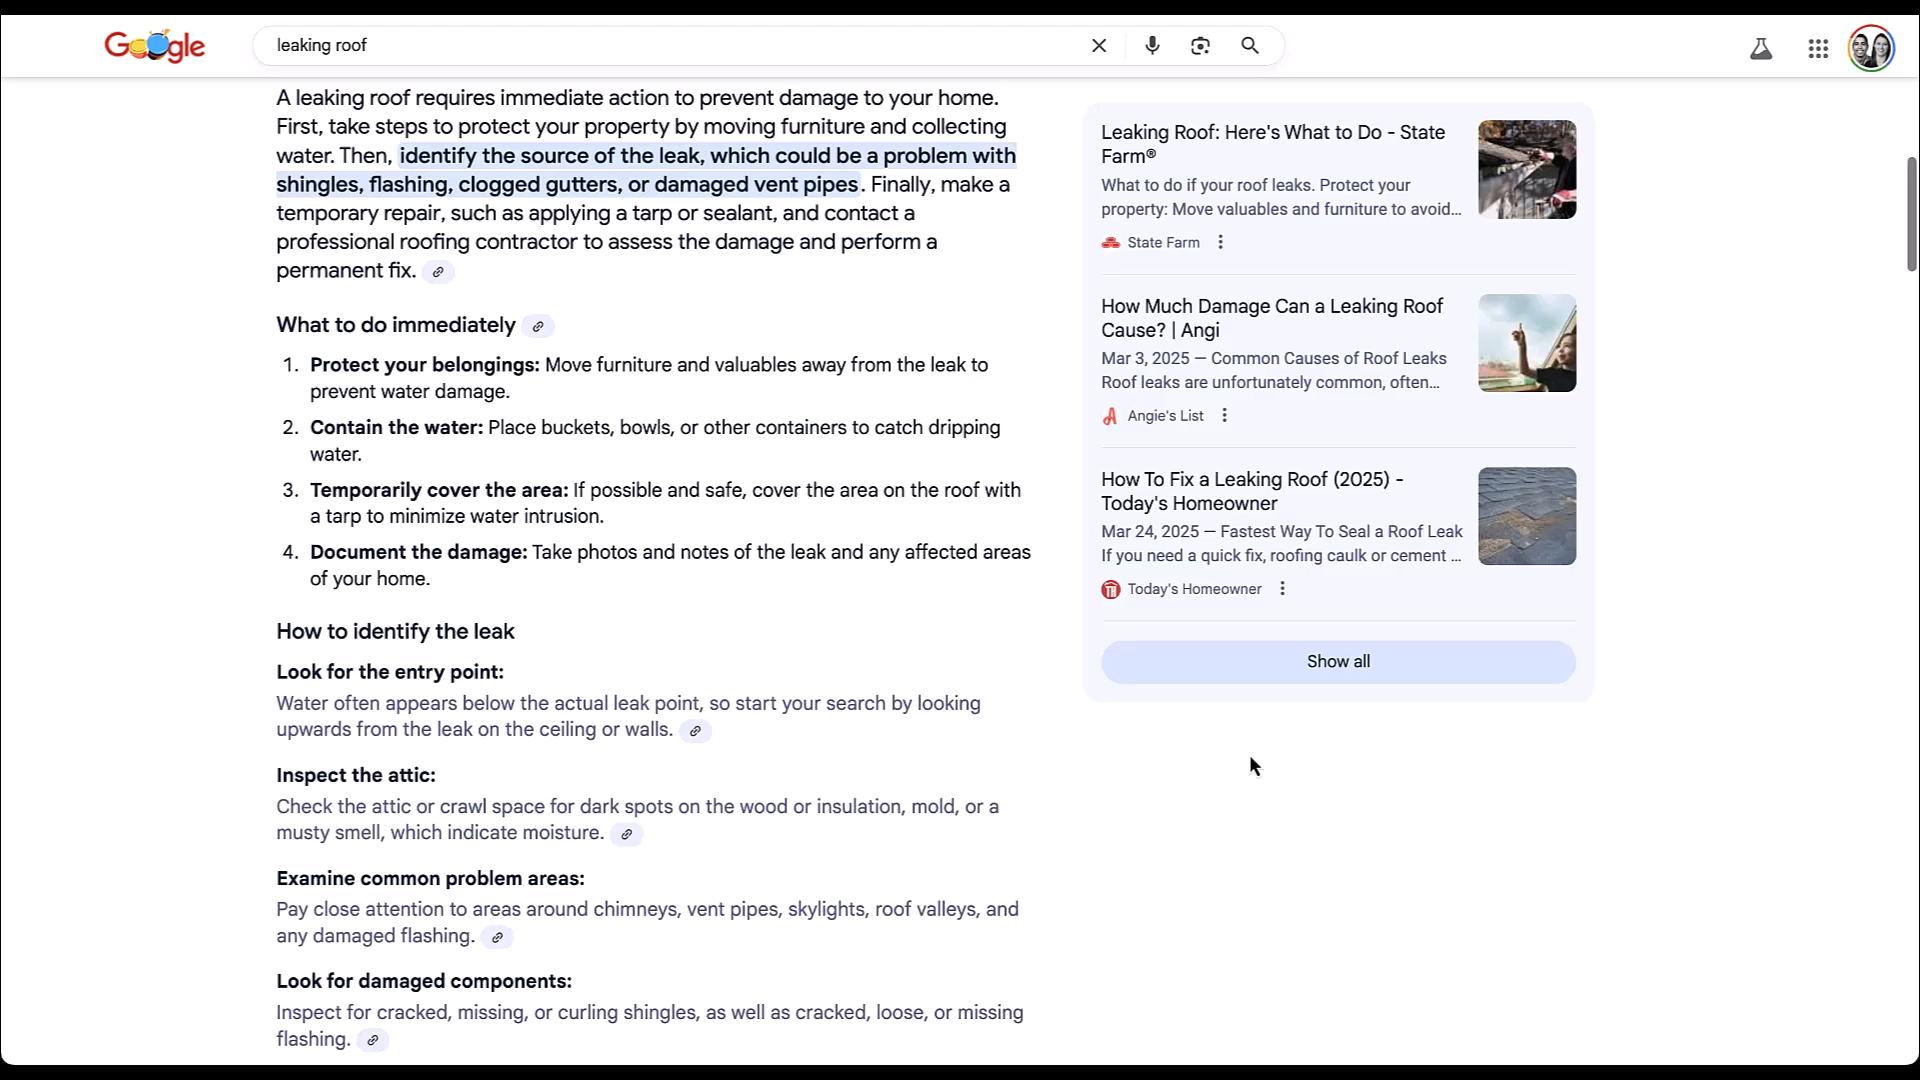 Google
leaking roof
A leaking roof requires immediate action to prevent damage to your home.
First, take steps to protect your property by moving furniture and collecting
water. Then, identify the source of the leak, which could be a problem with
shingles, flashing, clogged gutters, or damaged vent pipes. Finally, make a
temporary repair, such as applying a tarp or sealant, and contact a
professional roofing contractor to assess the damage and perform a
permanent fix.
What to do immediately
1. Protect your belongings: Move furniture and valuables away from the leak to
prevent water damage.
2. Contain the water: Place buckets, bowls, or other containers to catch dripping
water.
3. Temporarily cover the area: If possible and safe, cover the area on the roof with
a tarp to minimize water intrusion.
4. Document the damage: Take photos and notes of the leak and any affected areas
of your home.
How to identify the leak
Look for the entry point:
Water often appears below the actual leak point, so start your search by looking
upwards from the leak on the ceiling or walls.
Inspect the attic:
Check the attic or crawl space for dark spots on the wood or insulation, mold, or a
musty smell, which indicate moisture.
Examine common problem areas:
Pay close attention to areas around chimneys, vent pipes, skylights, roof valleys, and
any damaged flashing.
Look for damaged components:
Inspect for cracked, missing, or curling shingles, as well as cracked, loose, or missing
flashing.
Leaking Roof: Here's What to Do - State
Farm®
What to do if your roof leaks. Protect your
property: Move valuables and furniture to avoid...
State Farm
How Much Damage Can a Leaking Roof
Cause? | Angi
Mar 3, 2025 — Common Causes of Roof Leaks
Roof leaks are unfortunately common, often...
Angie's List
How To Fix a Leaking Roof (2025) -
Today's Homeowner
Mar 24, 2025 — Fastest Way To Seal a Roof Leak
If you need a quick fix, roofing caulk or cement ...
Today's Homeowner
Show all